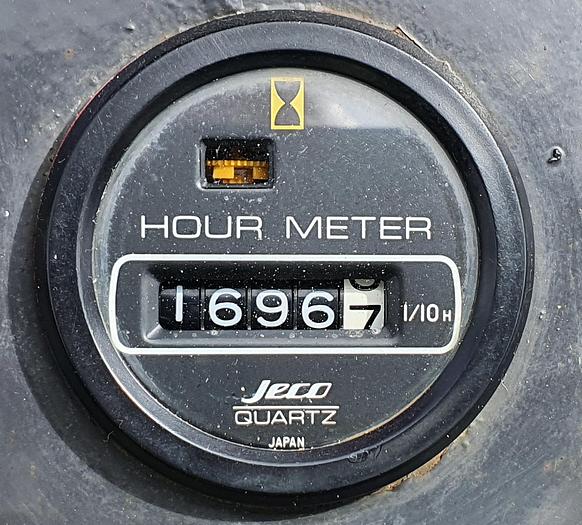 HOUR METER
16967 1/10H
Jeco
QUARTZ
JAPAN